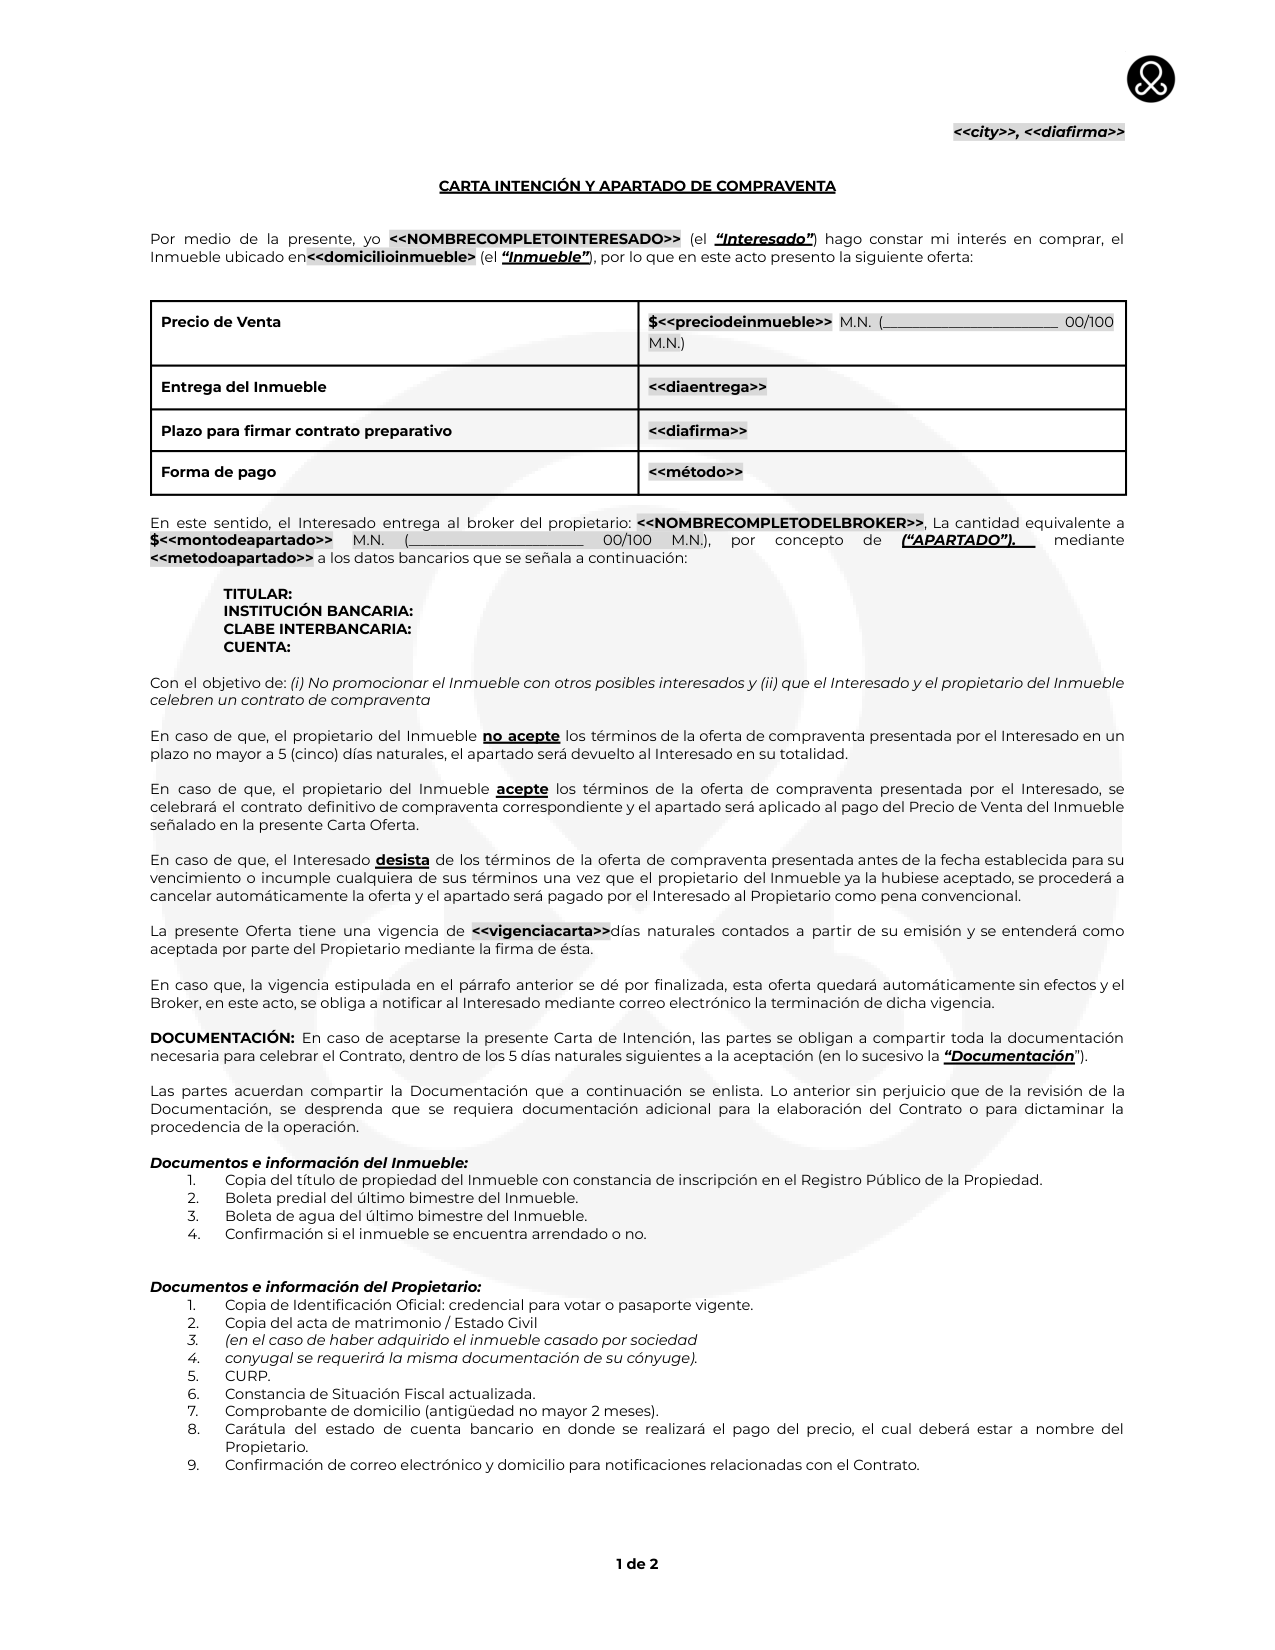 <<city>>, <<diafirma>>
CARTA INTENCIÓN Y APARTADO DE COMPRAVENTA
Por medio de la presente, yo <<NOMBRECOMPLETOINTERESADO>> (el “Interesado”) hago constar mi interés en comprar, el
Inmueble ubicado en<<domicilioinmueble> (el “Inmueble”), por lo que en este acto presento la siguiente oferta:
Precio de Venta
$<<preciodeinmueble>> M.N. (________________________ 00/100
M.N.)
Entrega del Inmueble
<<diaentrega>>
Plazo para firmar contrato preparativo
<<diafirma>>
Forma de pago
<<método>>
En este sentido, el Interesado entrega al broker del propietario: <<NOMBRECOMPLETODELBROKER>>, La cantidad equivalente a
$<<montodeapartado>> M.N. (________________________ 00/100 M.N.), por concepto de (“APARTADO”). mediante
<<metodoapartado>> a los datos bancarios que se señala a continuación:
TITULAR:
INSTITUCIÓN BANCARIA:
CLABE INTERBANCARIA:
CUENTA:
Con el objetivo de: (i) No promocionar el Inmueble con otros posibles interesados y (ii) que el Interesado y el propietario del Inmueble
celebren un contrato de compraventa
En caso de que, el propietario del Inmueble no acepte los términos de la oferta de compraventa presentada por el Interesado en un
plazo no mayor a 5 (cinco) días naturales, el apartado será devuelto al Interesado en su totalidad.
En caso de que, el propietario del Inmueble acepte los términos de la oferta de compraventa presentada por el Interesado, se
celebrará el contrato definitivo de compraventa correspondiente y el apartado será aplicado al pago del Precio de Venta del Inmueble
señalado en la presente Carta Oferta.
En caso de que, el Interesado desista de los términos de la oferta de compraventa presentada antes de la fecha establecida para su
vencimiento o incumple cualquiera de sus términos una vez que el propietario del Inmueble ya la hubiese aceptado, se procederá a
cancelar automáticamente la oferta y el apartado será pagado por el Interesado al Propietario como pena convencional.
La presente Oferta tiene una vigencia de <<vigenciacarta>>días naturales contados a partir de su emisión y se entenderá como
aceptada por parte del Propietario mediante la firma de ésta.
En caso que, la vigencia estipulada en el párrafo anterior se dé por finalizada, esta oferta quedará automáticamente sin efectos y el
Broker, en este acto, se obliga a notificar al Interesado mediante correo electrónico la terminación de dicha vigencia.
DOCUMENTACIÓN: En caso de aceptarse la presente Carta de Intención, las partes se obligan a compartir toda la documentación
necesaria para celebrar el Contrato, dentro de los 5 días naturales siguientes a la aceptación (en lo sucesivo la “Documentación”).
Las partes acuerdan compartir la Documentación que a continuación se enlista. Lo anterior sin perjuicio que de la revisión de la
Documentación, se desprenda que se requiera documentación adicional para la elaboración del Contrato o para dictaminar la
procedencia de la operación.
Documentos e información del Inmueble:
1. Copia del título de propiedad del Inmueble con constancia de inscripción en el Registro Público de la Propiedad.
2. Boleta predial del último bimestre del Inmueble.
3. Boleta de agua del último bimestre del Inmueble.
4. Confirmación si el inmueble se encuentra arrendado o no.
Documentos e información del Propietario:
1. Copia de Identificación Oficial: credencial para votar o pasaporte vigente.
2. Copia del acta de matrimonio / Estado Civil
3. (en el caso de haber adquirido el inmueble casado por sociedad
4. conyugal se requerirá la misma documentación de su cónyuge).
5. CURP.
6. Constancia de Situación Fiscal actualizada.
7. Comprobante de domicilio (antigüedad no mayor 2 meses).
8. Carátula del estado de cuenta bancario en donde se realizará el pago del precio, el cual deberá estar a nombre del
Propietario.
9. Confirmación de correo electrónico y domicilio para notificaciones relacionadas con el Contrato.
1 de 2